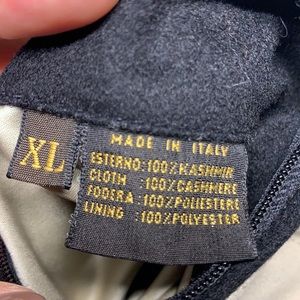 XL
MADE IN ITALY
ESTERNO:100%KASHMIR
CLOTH :100%CASHMERE
FODERA :100%POLIESTERE
LINING :100%POLYESTER